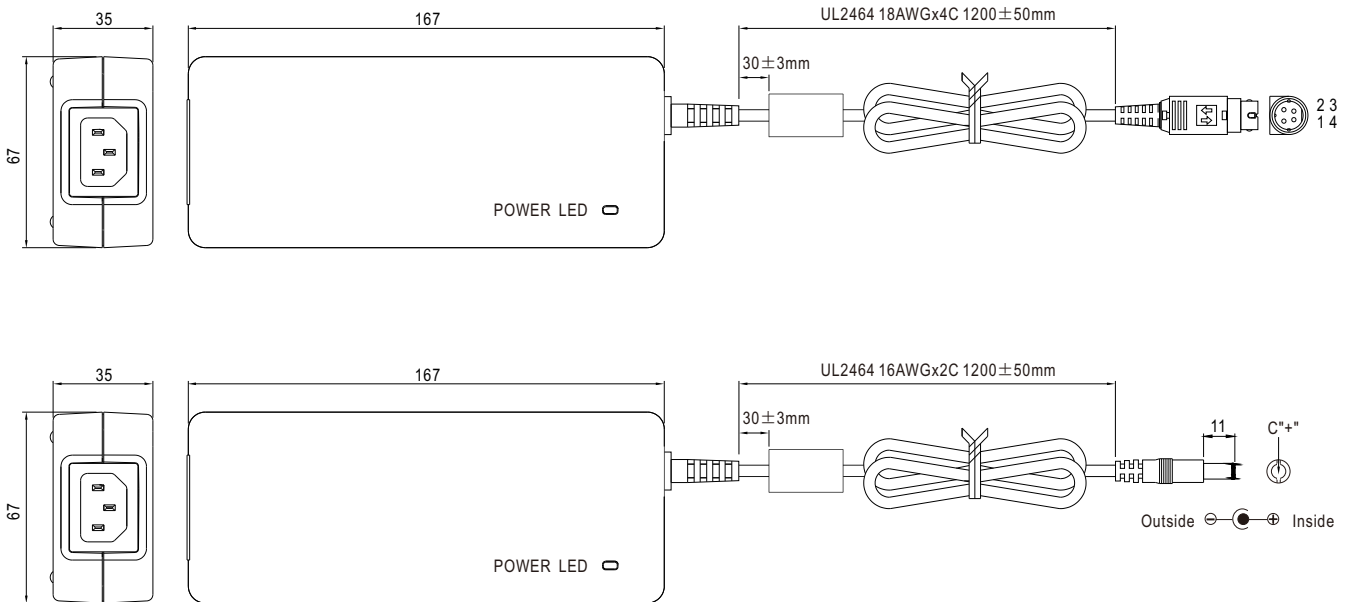 35
167
UL2464 18AWGx4C 1200±50mm
30±3mm
67
2 3
1 4
POWER LED
35
167
UL2464 16AWGx2C 1200±50mm
30±3mm
11
C"+"
67
Outside
Inside
POWER LED